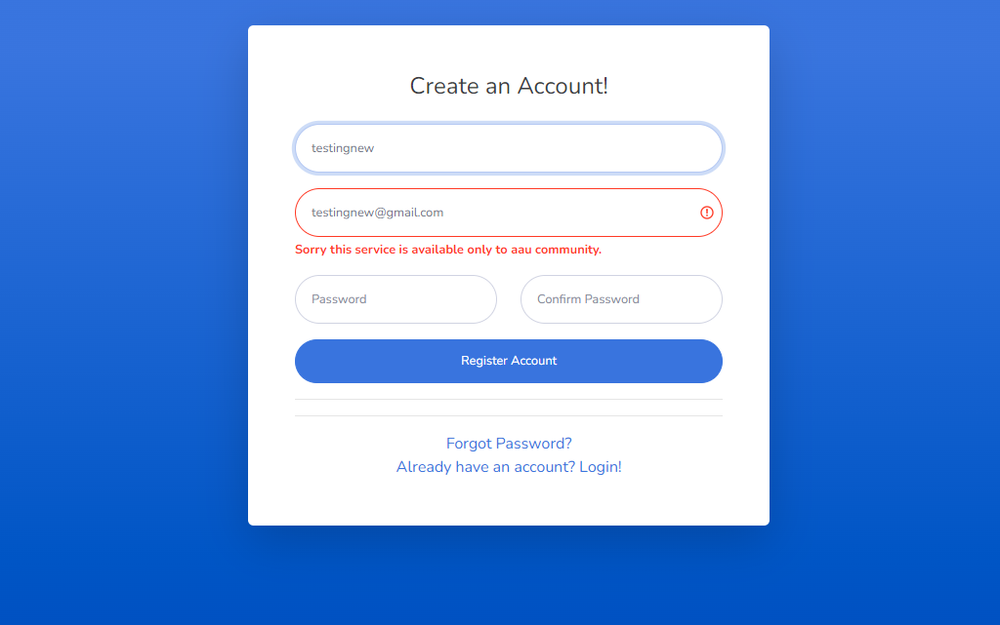 Create an Account!
testingnew
testingnew@gmail.com
Sorry this service is available only to aau community.
Password Confirm Password
Register Account
Forgot Password?
Already have an account? Login!